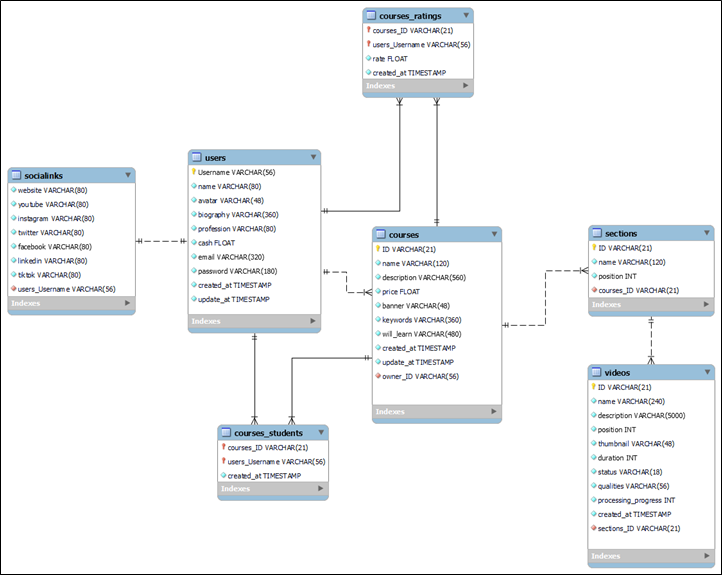 courses_ratings
courses_ID VARCHAR(21)
users_Username VARCHAR(56)
rate FLOAT
created_at TIMESTAMP
Indexes
socialinks
website VARCHAR(80)
youtube VARCHAR(80)
instagram VARCHAR(80)
twitter VARCHAR(80)
facebook VARCHAR(80)
linkedin VARCHAR(80)
tiktok VARCHAR(80)
users_Username VARCHAR(56)
Indexes
users
Username VARCHAR(56)
name VARCHAR(80)
avatar VARCHAR(48)
biography VARCHAR(360)
profession VARCHAR(80)
cash FLOAT
email VARCHAR(320)
password VARCHAR(180)
created_at TIMESTAMP
update_at TIMESTAMP
Indexes
courses
ID VARCHAR(21)
name VARCHAR(120)
description VARCHAR(560)
price FLOAT
banner VARCHAR(48)
keywords VARCHAR(360)
will_learn VARCHAR(480)
created_at TIMESTAMP
update_at TIMESTAMP
owner_ID VARCHAR(56)
Indexes
sections
ID VARCHAR(21)
name VARCHAR(120)
position INT
courses_ID VARCHAR(21)
Indexes
courses_students
courses_ID VARCHAR(21)
users_Username VARCHAR(56)
created_at TIMESTAMP
Indexes
videos
ID VARCHAR(21)
name VARCHAR(240)
description VARCHAR(5000)
position INT
thumbnail VARCHAR(48)
duration INT
status VARCHAR(18)
qualities VARCHAR(56)
processing_progress INT
created_at TIMESTAMP
sections_ID VARCHAR(21)
Indexes